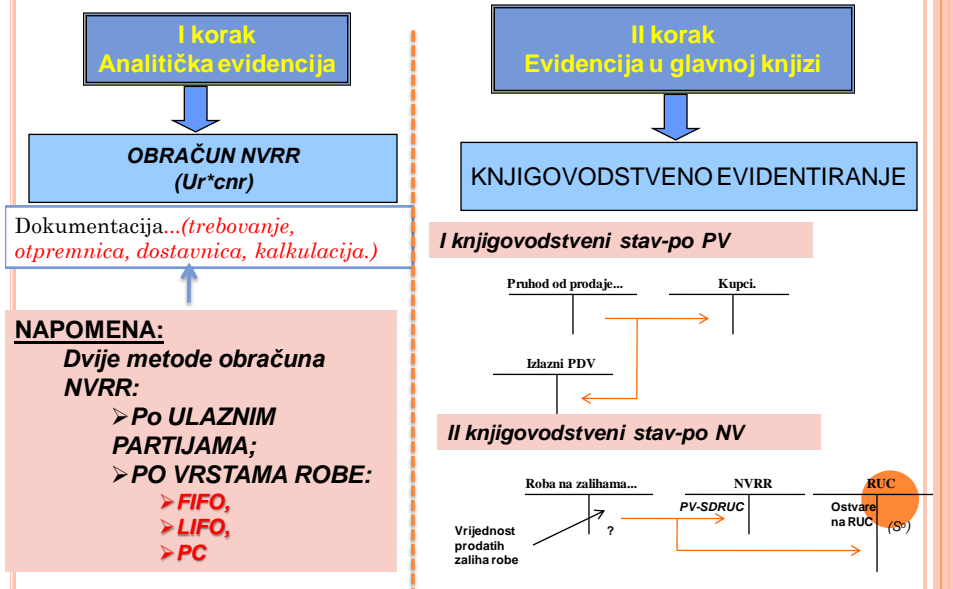 I korak
Analitička evidencija
OBRAČUN NVRR
(Ur*cnr)
Dokumentacija...(trebovanje,
otpremnica, dostavnica, kalkulacija.)
NAPOMENA:
Dvije metode obračuna
NVRR:
➢Po ULAZNIM
PARTIJAMA;
➢PO VRSTAMA ROBE:
➢FIFO,
➢LIFO,
➢PC
II korak
Evidencija u glavnoj knjizi
KNJIGOVODSTVENO EVIDENTIRANJE
I knjigovodstveni stav-po PV
Pruhod od prodaje...
Kupci.
Izlazni PDV
II knjigovodstveni stav-po NV
Roba na zalihama...
NVRR
RUC
PV-SDRUC
Ostvare
na RUC
(Sº)
?
Vrijednost
prodatih
zaliha robe